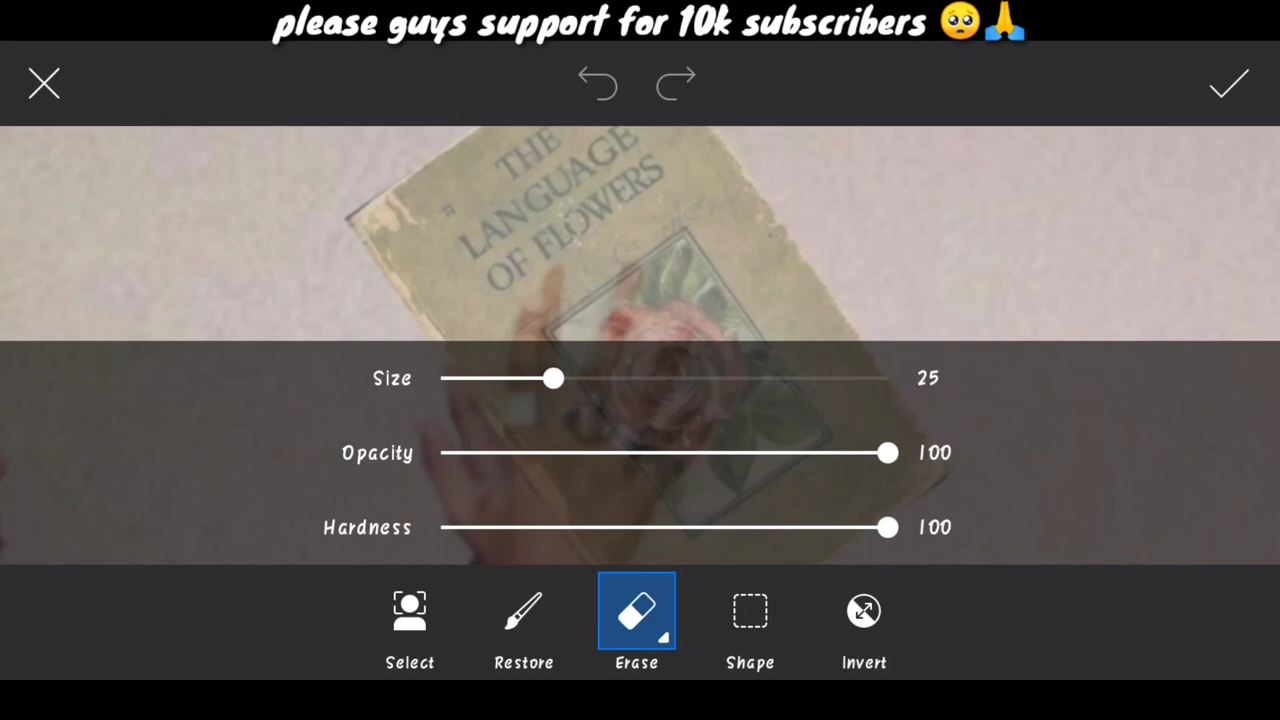 please guys support for 10k subscribers 🥺🙏
THE
LANGUAGE
OF FLOWERS
Size 25
Opacity 100
Hardness 100
Select Restore Erase Shape Invert